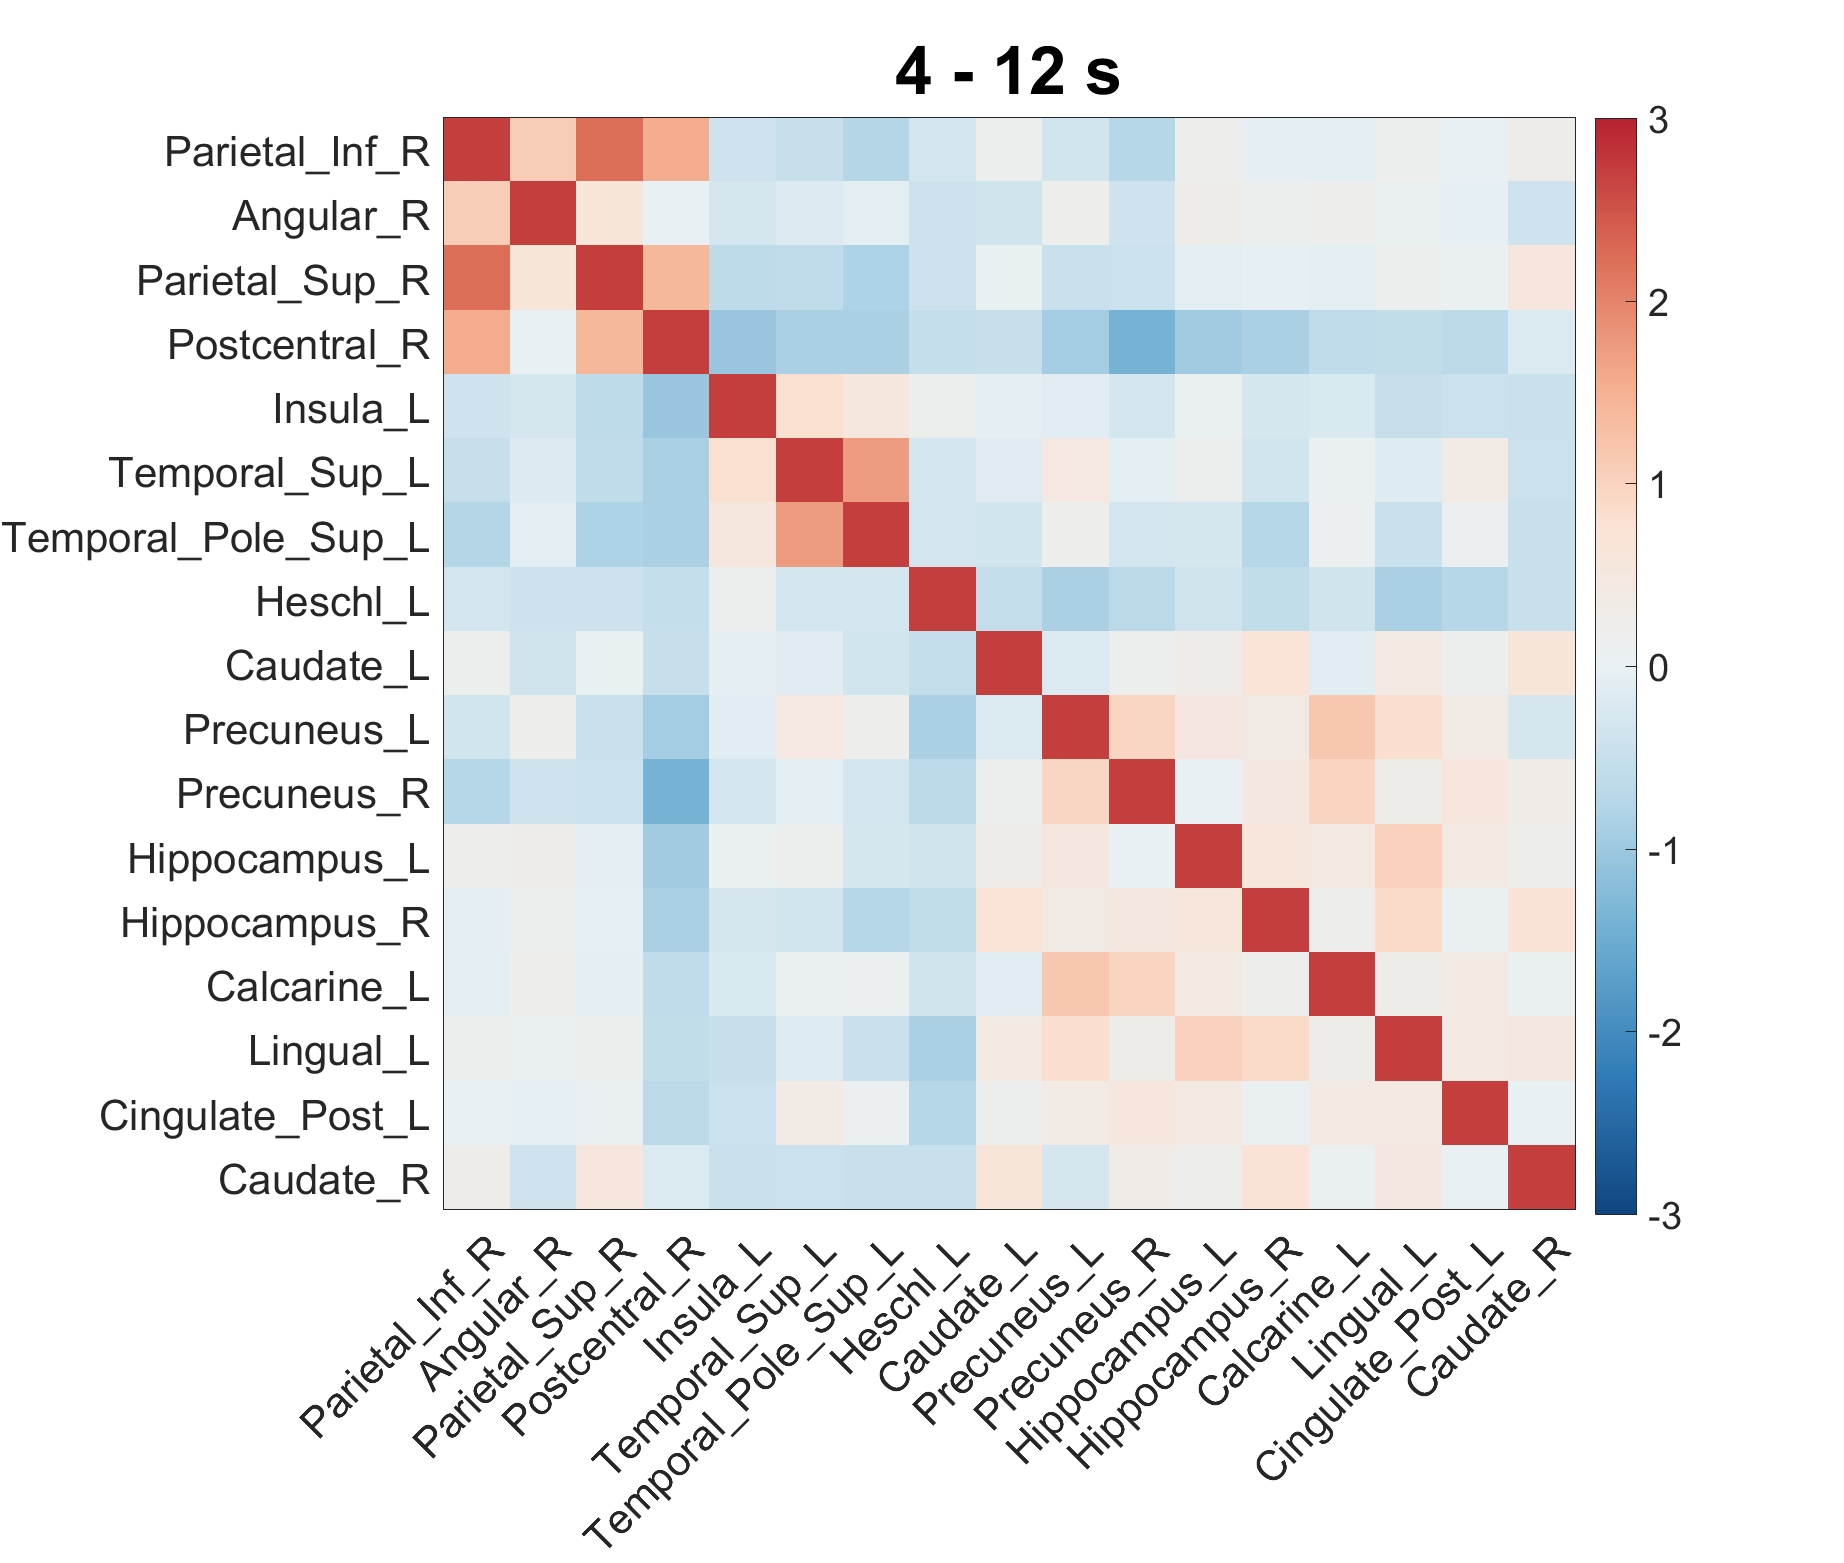 4 - 12 s
Parietal_Inf_R
Angular_R
Parietal_Sup_R
Postcentral_R
Insula_L
Temporal_Sup_L
Temporal_Pole_Sup_L
Heschl_L
Caudate_L
Precuneus_L
Precuneus_R
Hippocampus_L
Hippocampus_R
Calcarine_L
Lingual_L
Cingulate_Post_L
Caudate_R
3
2
1
0
-1
-2
-3
Parietal_Inf_R
Angular_R
Parietal_Sup_R
Postcentral_R
Insula_L
Temporal_Sup_L
Temporal_Pole_Sup_L
Heschl_L
Caudate_L
Precuneus_L
Precuneus_R
Hippocampus_L
Hippocampus_R
Calcarine_L
Lingual_L
Cingulate_Post_L
Caudate_R